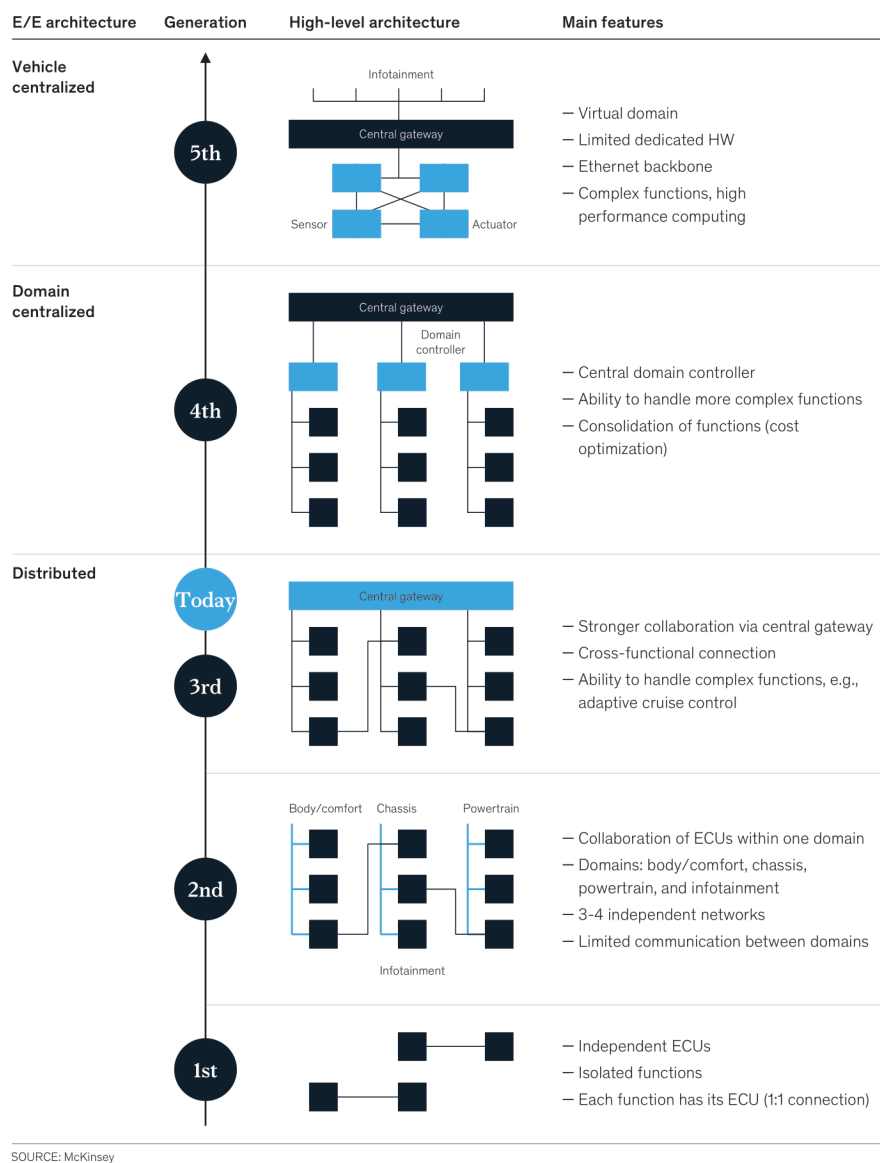 E/E architecture Generation High-level architecture Main features
Vehicle
centralized
5th
Infotainment
Central gateway
Sensor
Actuator
— Virtual domain
— Limited dedicated HW
— Ethernet backbone
— Complex functions, high
performance computing
Domain
centralized
4th
Central gateway
Domain
controller
— Central domain controller
— Ability to handle more complex functions
— Consolidation of functions (cost
optimization)
Distributed
Today
3rd
Central gateway
— Stronger collaboration via central gateway
— Cross-functional connection
— Ability to handle complex functions, e.g.,
adaptive cruise control
2nd
Body/comfort Chassis Powertrain
Infotainment
— Collaboration of ECUs within one domain
— Domains: body/comfort, chassis,
powertrain, and infotainment
— 3-4 independent networks
— Limited communication between domains
1st
— Independent ECUs
— Isolated functions
— Each function has its ECU (1:1 connection)
SOURCE: McKinsey